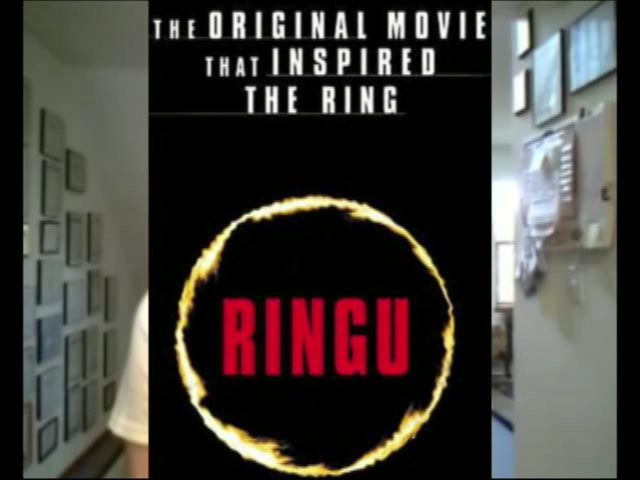 THE ORIGINAL MOVIE
THAT INSPIRED
THE RING
RINGU